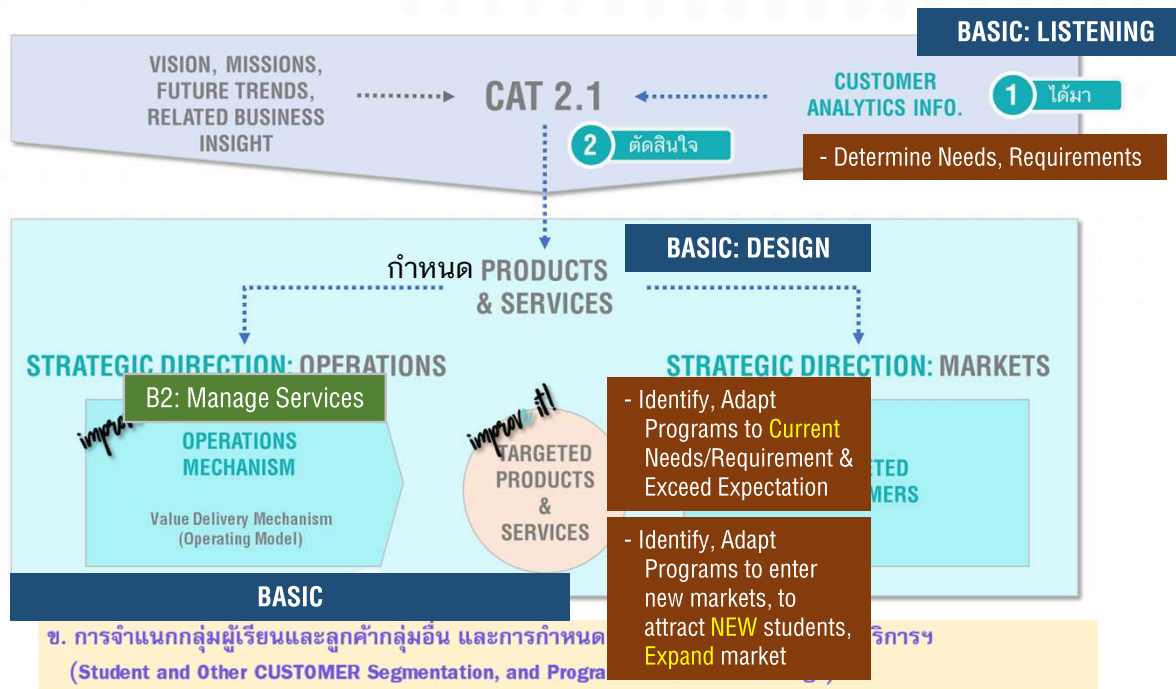 BASIC: LISTENING
VISION, MISSIONS,
FUTURE TRENDS,
RELATED BUSINESS
INSIGHT
CAT 2.1
CUSTOMER
ANALYTICS INFO.
1 ได้มา
2 ตัดสินใจ
- Determine Needs, Requirements
BASIC: DESIGN
กำหนด PRODUCTS
& SERVICES
STRATEGIC DIRECTION: OPERATIONS
STRATEGIC DIRECTION: MARKETS
B2: Manage Services
OPERATIONS
MECHANISM
Value Delivery Mechanism
(Operating Model)
improve it!
TARGETED
PRODUCTS
&
SERVICES
- Identify, Adapt
Programs to Current
Needs/Requirement &
Exceed Expectation
- Identify, Adapt
Programs to enter
new markets, to
attract NEW students,
Expand market
BASIC
ข. การจำแนกกลุ่มผู้เรียนและลูกค้ากลุ่มอื่น และการกำหนด
(Student and Other CUSTOMER Segmentation, and